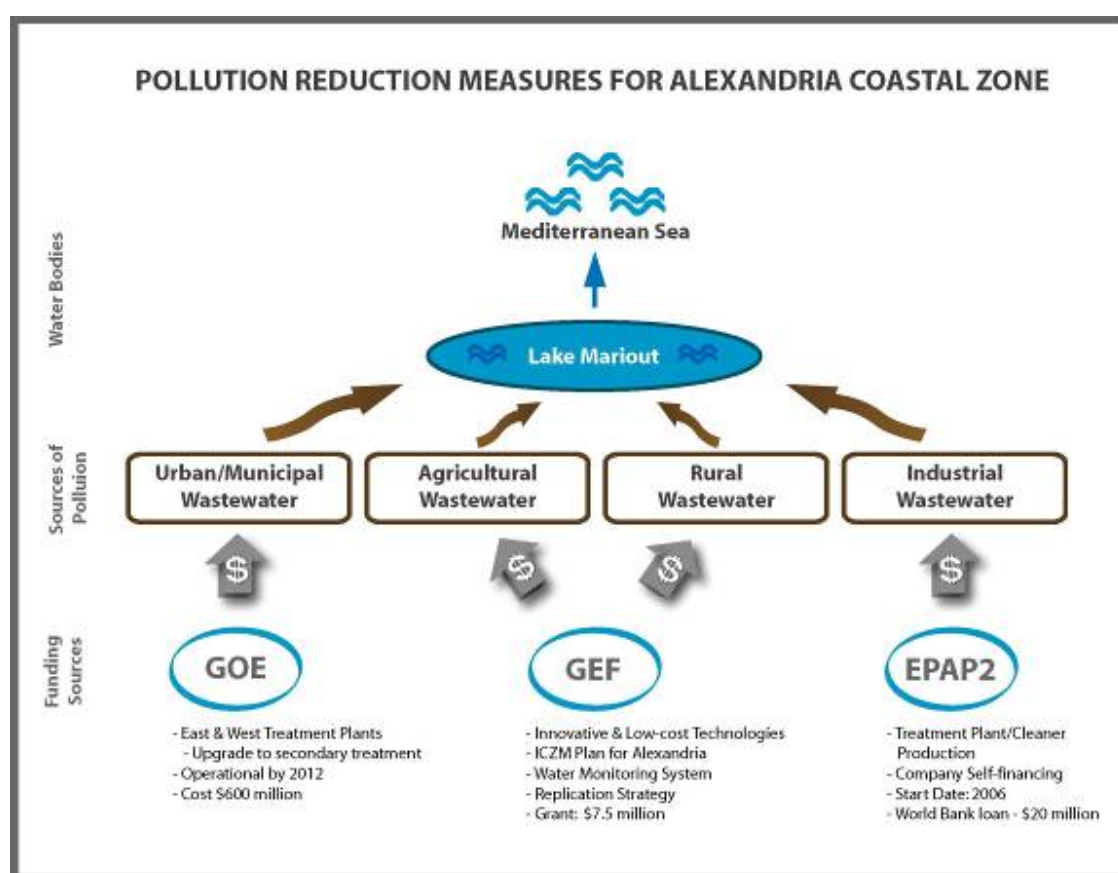 POLLUTION REDUCTION MEASURES FOR ALEXANDRIA COASTAL ZONE
Water Bodies
Mediterranean Sea
Lake Mariout
Sources of
Polluion
Urban/Municipal
Wastewater
Agricultural
Wastewater
Rural
Wastewater
Industrial
Wastewater
$
$
$
$
Funding
Sources
GOE
GEF
EPAP2
- East & West Treatment Plants
- Upgrade to secondary treatment
- Operational by 2012
- Cost $600 million
- Innovative & Low-cost Technologies
- ICZM Plan for Alexandria
- Water Monitoring System
- Replication Strategy
- Grant: $7.5 million
- Treatment Plant/Cleaner
Production
- Company Self-financing
- Start Date: 2006
- World Bank loan - $20 million